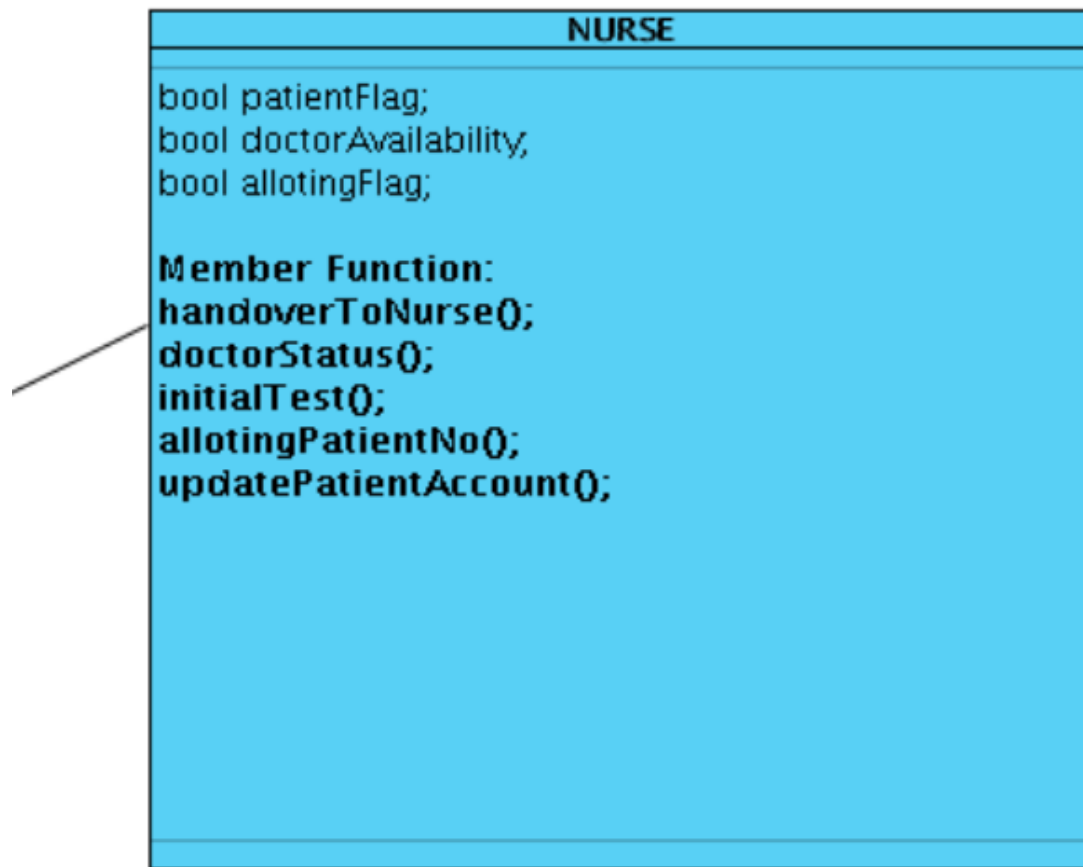 NURSE
bool patientFlag;
bool doctorAvailability;
bool allotingFlag;
Member Function:
handoverToNurse();
doctorStatus();
initialTest();
allotingPatientNo();
updatePatientAccount();